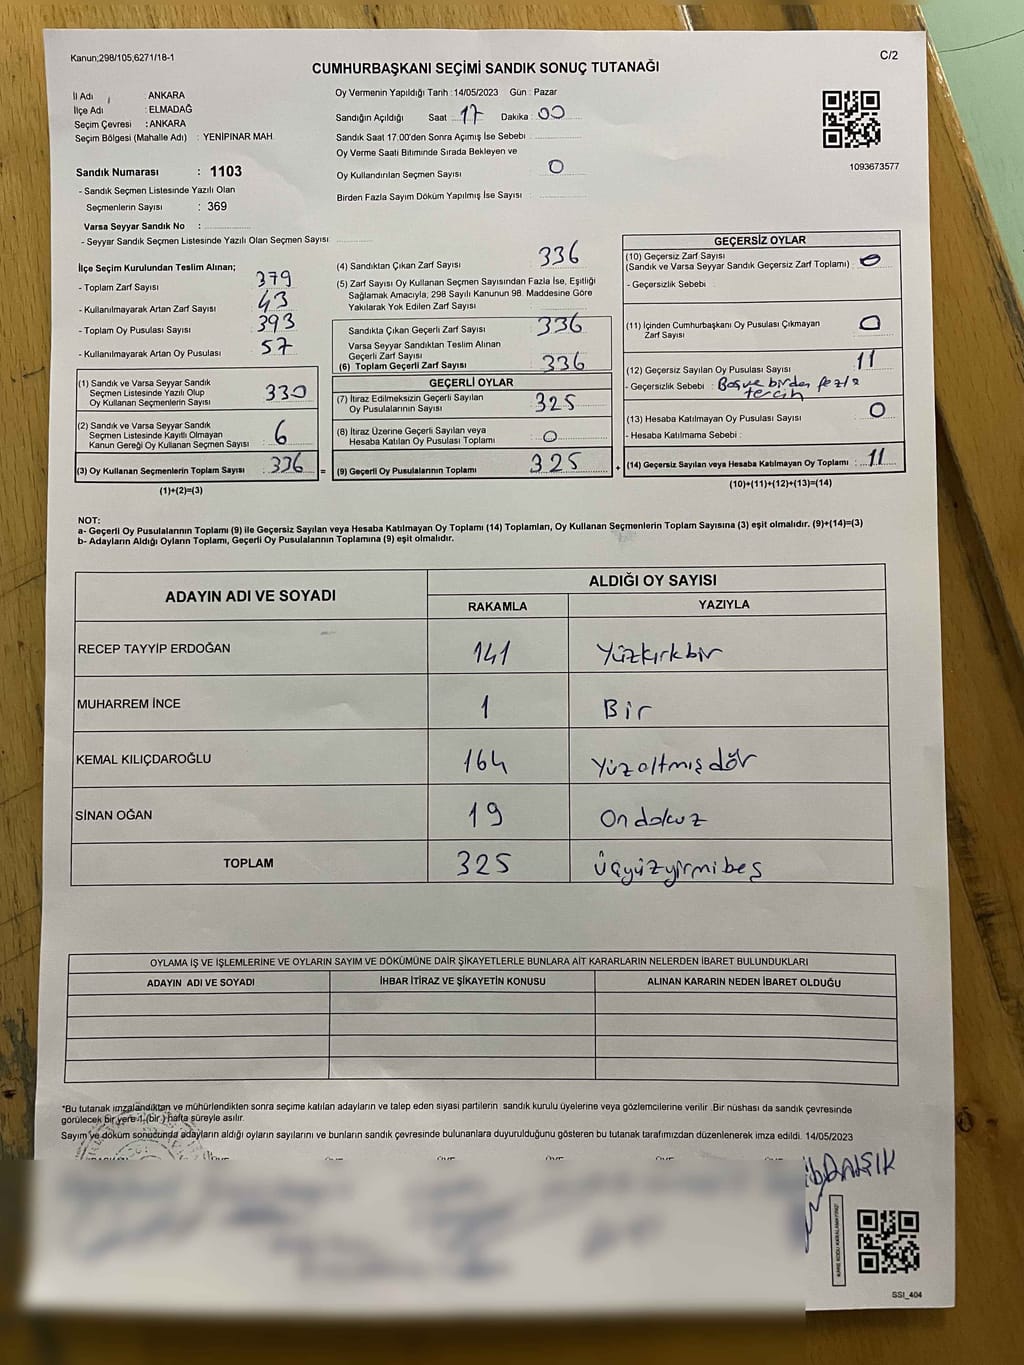 Kanun;298/105;6271/18-1
C/2
CUMHURBAŞKANI SEÇİMİ SANDIK SONUÇ TUTANAĞI
İl Adı : ANKARA
İlçe Adı : ELMADAĞ
Seçim Çevresi : ANKARA
Seçim Bölgesi (Mahalle Adı) : YENİPINAR MAH.
Oy Vermenin Yapıldığı Tarih :14/05/2023 Gün : Pazar
Sandığın Açıldığı Saat 17 Dakika : 00
Sandık Saat 17.00'den Sonra Açılmış İse Sebebi :
Oy Verme Saati Bitiminde Sırada Bekleyen ve
Oy Kullandırılan Seçmen Sayısı : 0
Birden Fazla Sayım Döküm Yapılmış İse Sayısı :
1093673577
Sandık Numarası : 1103
- Sandık Seçmen Listesinde Yazılı Olan
Seçmenlerin Sayısı : 369
Varsa Seyyar Sandık No :
- Seyyar Sandık Seçmen Listesinde Yazılı Olan Seçmen Sayısı
İlçe Seçim Kurulundan Teslim Alınan;
- Toplam Zarf Sayısı : 379
- Kullanılmayarak Artan Zarf Sayısı : 43
- Toplam Oy Pusulası Sayısı : 393
- Kullanılmayarak Artan Oy Pusulası : 57
(1) Sandık ve Varsa Seyyar Sandık
Seçmen Listesinde Yazılı Olup
Oy Kullanan Seçmenlerin Sayısı : 330
(2) Sandık ve Varsa Seyyar Sandık
Seçmen Listesinde Kayıtlı Olmayan
Kanun Gereği Oy Kullanan Seçmen Sayısı : 6
(3) Oy Kullanan Seçmenlerin Toplam Sayısı : 336 =
(1)+(2)=(3)
(4) Sandıktan Çıkan Zarf Sayısı : 336
(5) Zarf Sayısı Oy Kullanan Seçmen Sayısından Fazla İse, Eşitliği
Sağlamak Amacıyla; 298 Sayılı Kanunun 98. Maddesine Göre
Yakılarak Yok Edilen Zarf Sayısı :
Sandıkta Çıkan Geçerli Zarf Sayısı : 336
Varsa Seyyar Sandıktan Teslim Alınan
Geçerli Zarf Sayısı :
(6) Toplam Geçerli Zarf Sayısı : 336
GEÇERLİ OYLAR
(7) İtiraz Edilmeksizin Geçerli Sayılan
Oy Pusulalarının Sayısı : 325
(8) İtiraz Üzerine Geçerli Sayılan veya
Hesaba Katılan Oy Pusulası Toplamı : 0
(9) Geçerli Oy Pusulalarının Toplamı : 325 +
GEÇERSİZ OYLAR
(10) Geçersiz Zarf Sayısı
(Sandık ve Varsa Seyyar Sandık Geçersiz Zarf Toplamı) : 0
- Geçersizlik Sebebi :
(11) İçinden Cumhurbaşkanı Oy Pusulası Çıkmayan
Zarf Sayısı : 0
(12) Geçersiz Sayılan Oy Pusulası Sayısı : 11
- Geçersizlik Sebebi : Boş ve birden fazla
tercih
(13) Hesaba Katılmayan Oy Pusulası Sayısı : 0
- Hesaba Katılmama Sebebi :
(14) Geçersiz Sayılan veya Hesaba Katılmayan Oy Toplamı : 11
(10)+(11)+(12)+(13)=(14)
NOT:
a- Geçerli Oy Pusulalarının Toplamı (9) ile Geçersiz Sayılan veya Hesaba Katılmayan Oy Toplamı (14) Toplamları, Oy Kullanan Seçmenlerin Toplam Sayısına (3) eşit olmalıdır. (9)+(14)=(3)
b- Adayların Aldığı Oyların Toplamı, Geçerli Oy Pusulalarının Toplamına (9) eşit olmalıdır.
ADAYIN ADI VE SOYADI
ALDIĞI OY SAYISI
RAKAMLA YAZIYLA
RECEP TAYYİP ERDOĞAN 141 Yüzkırkbir
MUHARREM İNCE 1 Bir
KEMAL KILIÇDAROĞLU 164 Yüzaltmışdör
SİNAN OĞAN 19 Ondokuz
TOPLAM 325 Üçyüzyirmibeş
OYLAMA İŞ VE İŞLEMLERİNE VE OYLARIN SAYIM VE DÖKÜMÜNE DAİR ŞİKAYETLERLE BUNLARA AİT KARARLARIN NELERDEN İBARET BULUNDUKLARI
ADAYIN ADI VE SOYADI İHBAR İTİRAZ VE ŞİKAYETİN KONUSU ALINAN KARARIN NEDEN İBARET OLDUĞU
*Bu tutanak imzalandıktan ve mühürlendikten sonra seçime katılan adayların ve talep eden siyasi partilerin sandık kurulu üyelerine veya gözlemcilerine verilir .Bir nüshası da sandık çevresinde
görülecek bir yere 1 (bir ) hafta süreyle asılır.
Sayım ve döküm sonucunda adayların aldığı oyların sayılarını ve bunların sandık çevresinde bulunanlara duyurulduğunu gösteren bu tutanak tarafımızdan düzenlenerek imza edildi. 14/05/2023
SSI_404